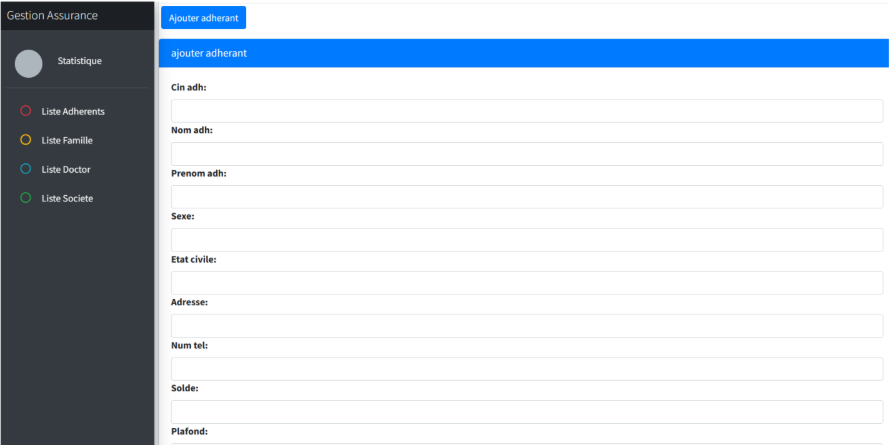 Gestion Assurance
Statistique
Liste Adherents
Liste Famille
Liste Doctor
Liste Societe
Ajouter adherant
ajouter adherant
Cin adh:
Nom adh:
Prenom adh:
Sexe:
Etat civile:
Adresse:
Num tel:
Solde:
Plafond: